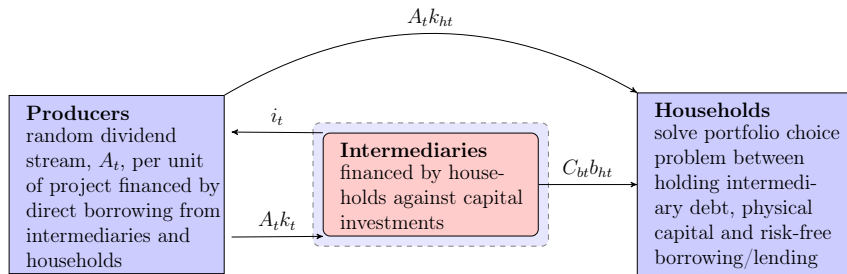 A_t k_{ht}
Producers
random dividend
stream, A_t, per unit
of project financed by
direct borrowing from
intermediaries and
households
i_t
A_t k_t
Intermediaries
financed by house-
holds against capital
investments
C_{bt} b_{ht}
Households
solve portfolio choice
problem between
holding intermedi-
ary debt, physical
capital and risk-free
borrowing/lending